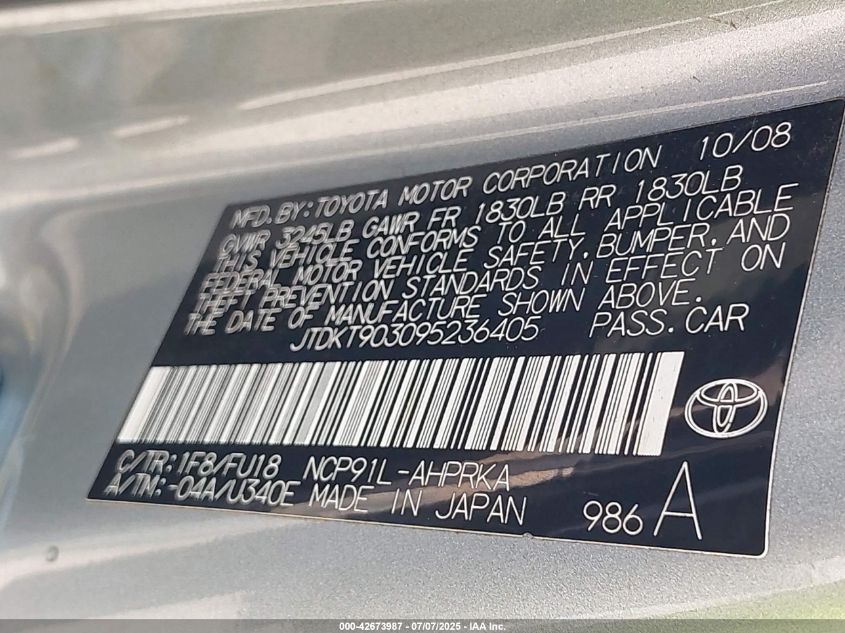 MFD. BY: TOYOTA MOTOR CORPORATION 10/08
GVWR 3245LB GAWR FR 1830LB RR 1830LB
THIS VEHICLE CONFORMS TO ALL APPLICABLE
FEDERAL MOTOR VEHICLE SAFETY, BUMPER, AND
THEFT PREVENTION STANDARDS IN EFFECT ON
THE DATE OF MANUFACTURE SHOWN ABOVE.
JTDKT903095236405 PASS. CAR
C/TR: 1F8/FU18 NCP91L-AHPRKA
A/TM: -04A/U340E MADE IN JAPAN
986 A
000-42673987 - 07/07/2025 - IAA Inc.